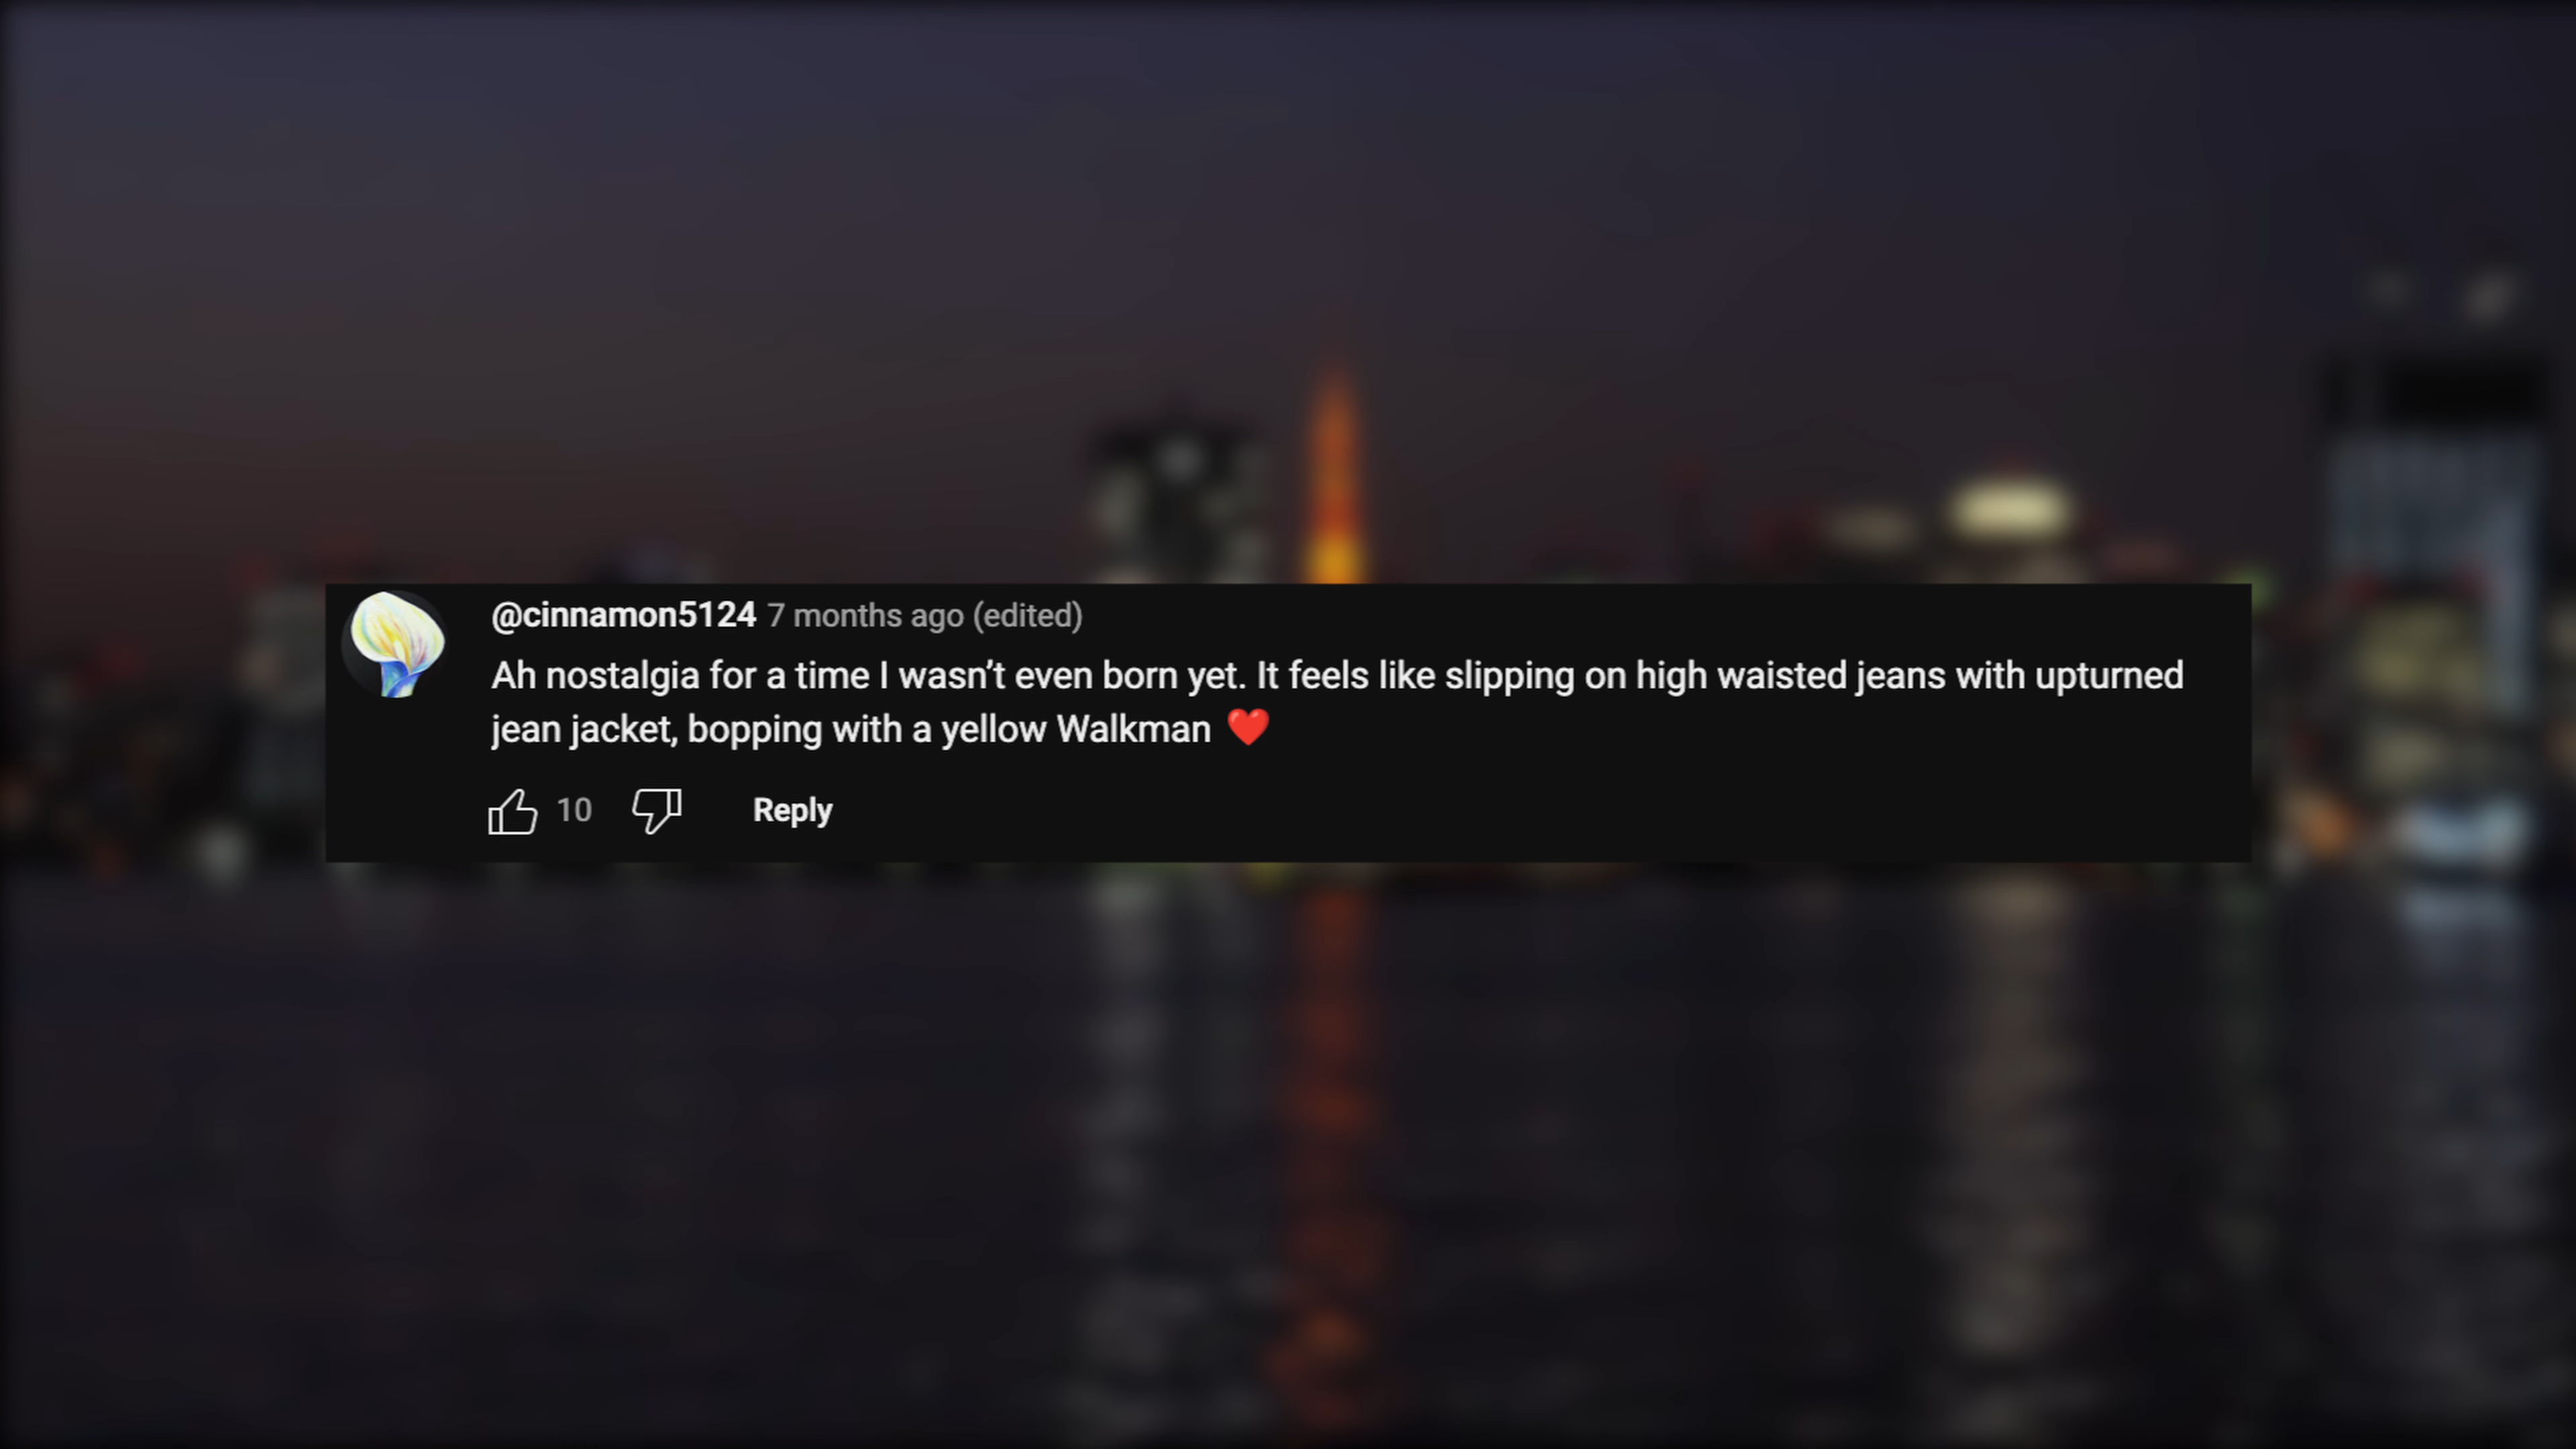 @cinnamon5124 7 months ago (edited)
Ah nostalgia for a time I wasn’t even born yet. It feels like slipping on high waisted jeans with upturned
jean jacket, bopping with a yellow Walkman ❤️
10 Reply